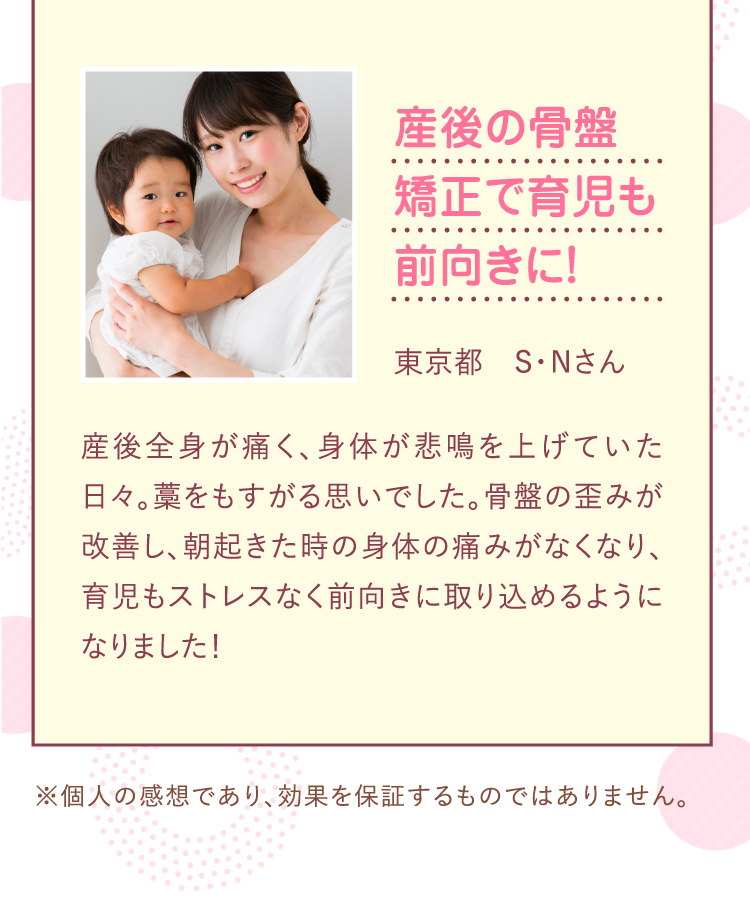 産後の骨盤
矯正で育児も
前向きに!
東京都　S・Nさん
産後全身が痛く、身体が悲鳴を上げていた
日々。藁をもすがる思いでした。骨盤の歪みが
改善し、朝起きた時の身体の痛みがなくなり、
育児もストレスなく前向きに取り込めるように
なりました!
※個人の感想であり、効果を保証するものではありません。